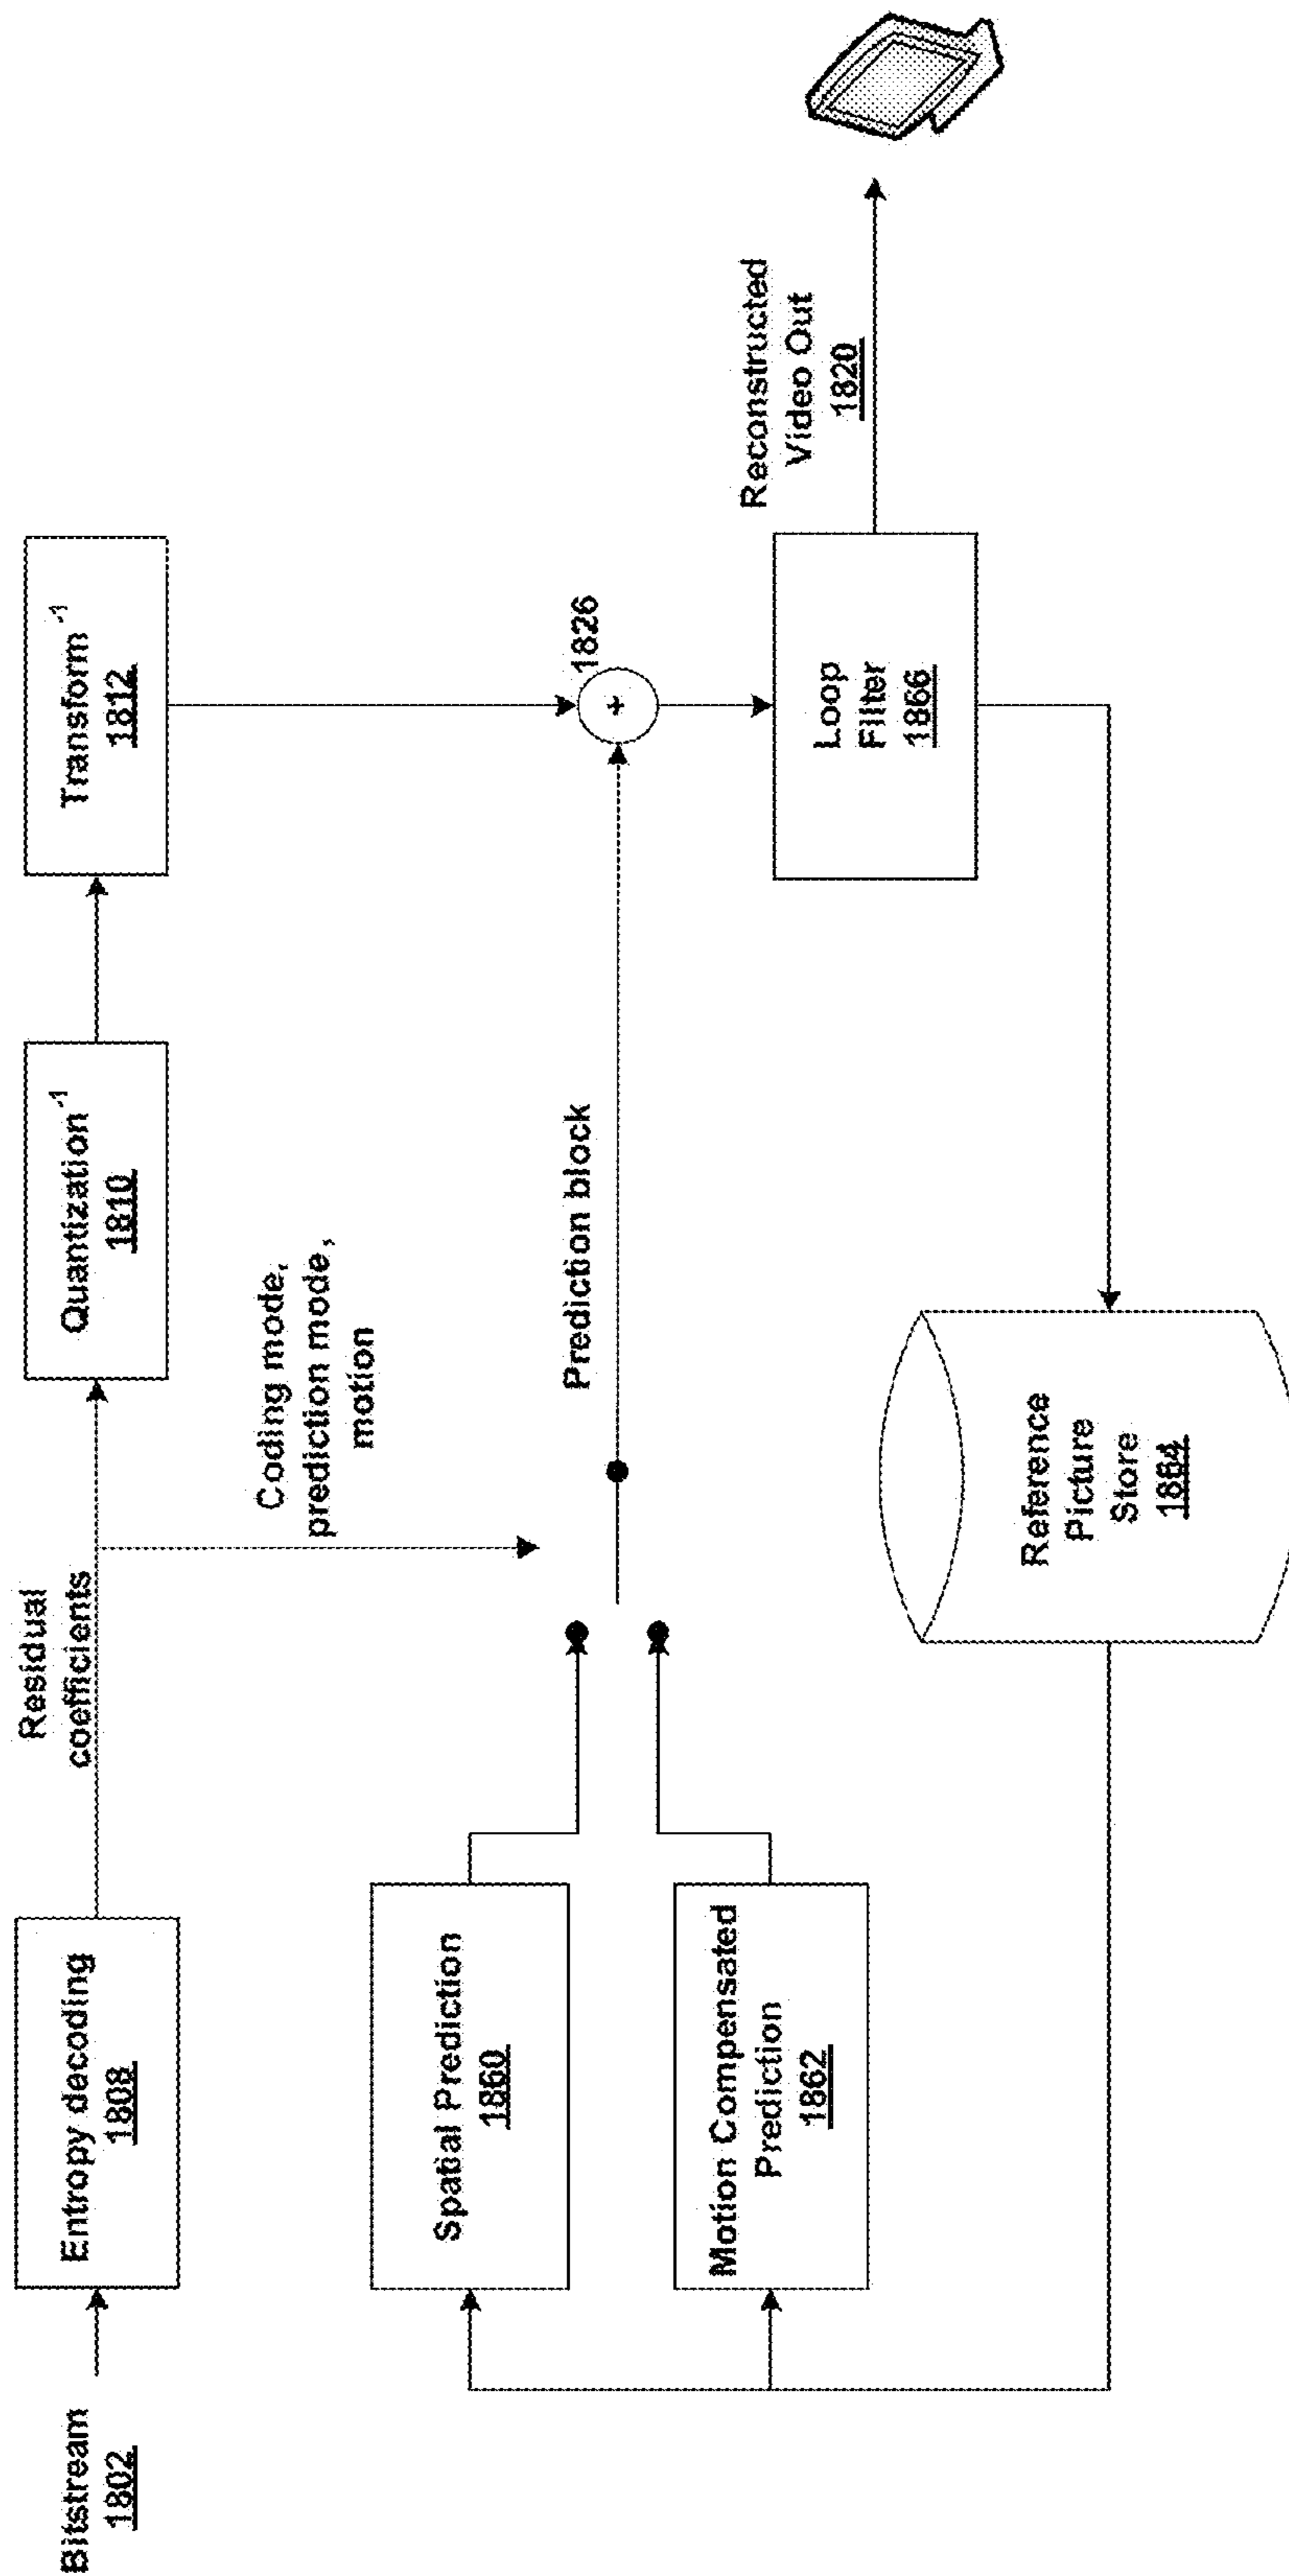 Bitstream
1802
Entropy decoding
1808
Residual
coefficients
Quantization-1
1810
Transform-1
1812
Coding mode,
prediction mode,
motion
Spatial Prediction
1860
Motion Compensated
Prediction
1862
Prediction block
1826
+
Loop
Filter
1866
Reconstructed
Video Out
1820
Reference
Picture
Store
1864